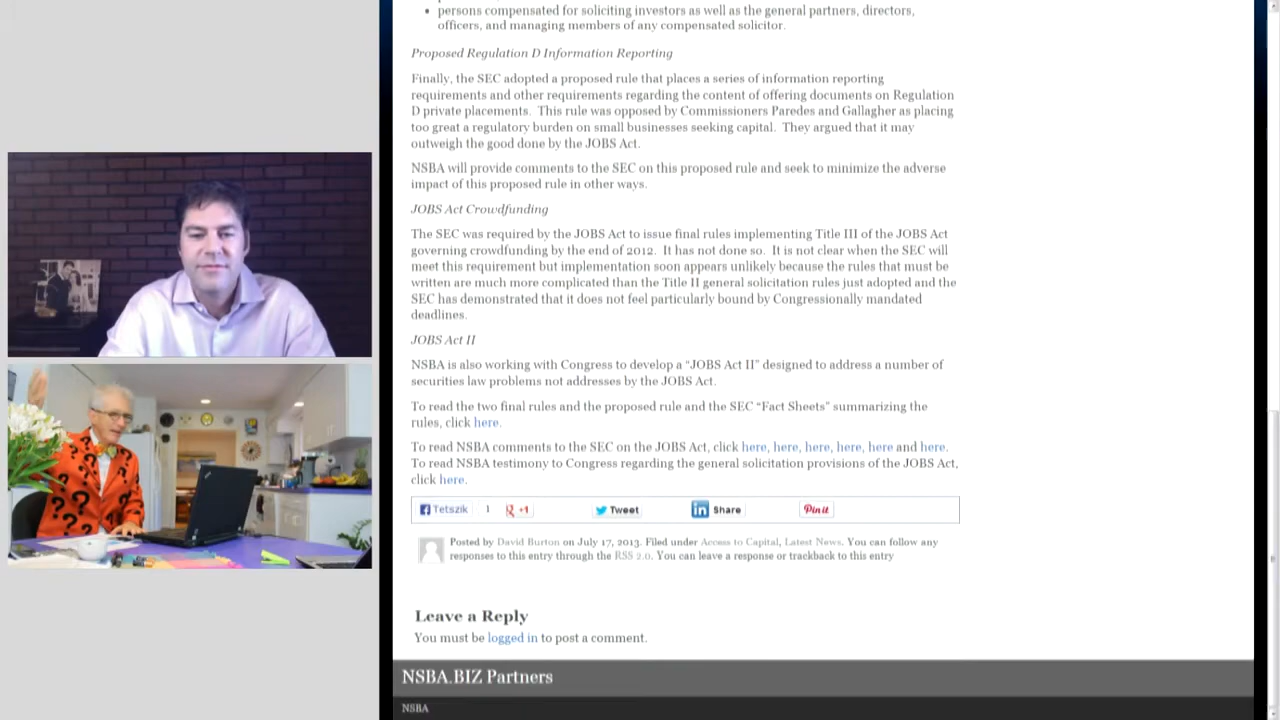 persons compensated for soliciting investors as well as the general partners, directors,
officers, and managing members of any compensated solicitor.
Proposed Regulation D Information Reporting
Finally, the SEC adopted a proposed rule that places a series of information reporting
requirements and other requirements regarding the content of offering documents on Regulation
D private placements. This rule was opposed by Commissioners Paredes and Gallagher as placing
too great a regulatory burden on small businesses seeking capital. They argued that it may
outweigh the good done by the JOBS Act.
NSBA will provide comments to the SEC on this proposed rule and seek to minimize the adverse
impact of this proposed rule in other ways.
JOBS Act Crowdfunding
The SEC was required by the JOBS Act to issue final rules implementing Title III of the JOBS Act
governing crowdfunding by the end of 2012. It has not done so. It is not clear when the SEC will
meet this requirement but implementation soon appears unlikely because the rules that must be
written are much more complicated than the Title II general solicitation rules just adopted and the
SEC has demonstrated that it does not feel particularly bound by Congressionally mandated
deadlines.
JOBS Act II
NSBA is also working with Congress to develop a “JOBS Act II” designed to address a number of
securities law problems not addresses by the JOBS Act.
To read the two final rules and the proposed rule and the SEC “Fact Sheets” summarizing the
rules, click here.
To read NSBA comments to the SEC on the JOBS Act, click here, here, here, here, here and here.
To read NSBA testimony to Congress regarding the general solicitation provisions of the JOBS Act,
click here.
Tetszik 1 +1 Tweet in Share Pin it
Posted by David Burton on July 17, 2013. Filed under Access to Capital, Latest News. You can follow any
responses to this entry through the RSS 2.0. You can leave a response or trackback to this entry
Leave a Reply
You must be logged in to post a comment.
NSBA.BIZ Partners
NSBA